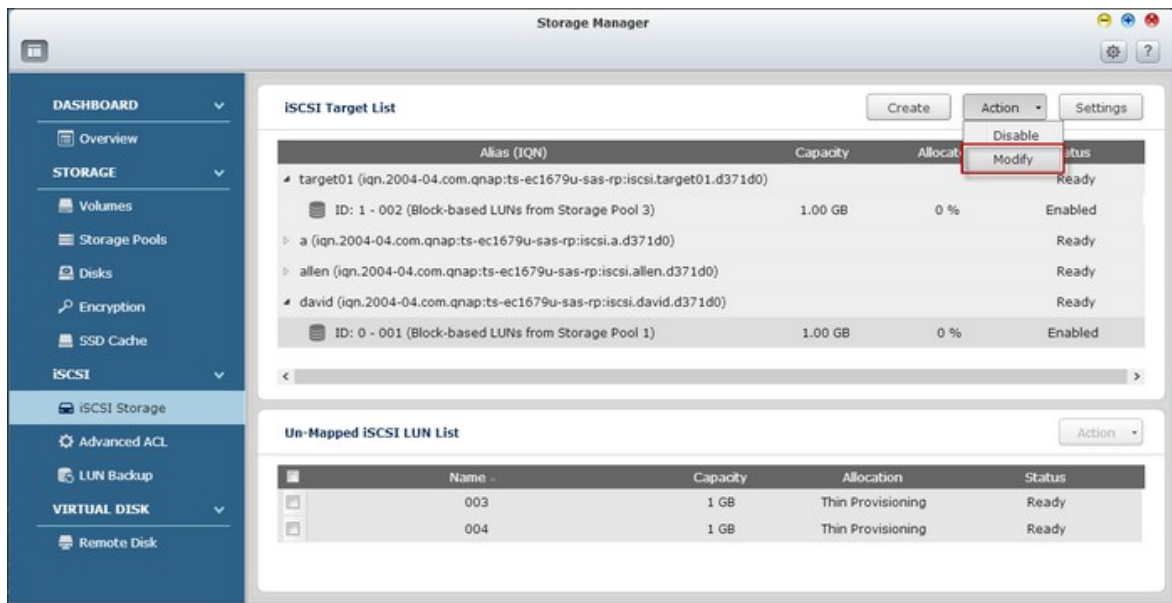 Storage Manager
?
DASHBOARD
Overview
STORAGE
Volumes
Storage Pools
Disks
Encryption
SSD Cache
iSCSI
iSCSI Storage
Advanced ACL
LUN Backup
VIRTUAL DISK
Remote Disk
iSCSI Target List Create Action Settings
Disable
Modify
Alias (IQN) Capacity Allocat atus
target01 (iqn.2004-04.com.qnap:ts-ec1679u-sas-rp:iscsi.target01.d371d0) Ready
ID: 1 - 002 (Block-based LUNs from Storage Pool 3) 1.00 GB 0 % Enabled
a (iqn.2004-04.com.qnap:ts-ec1679u-sas-rp:iscsi.a.d371d0) Ready
allen (iqn.2004-04.com.qnap:ts-ec1679u-sas-rp:iscsi.allen.d371d0) Ready
david (iqn.2004-04.com.qnap:ts-ec1679u-sas-rp:iscsi.david.d371d0) Ready
ID: 0 - 001 (Block-based LUNs from Storage Pool 1) 1.00 GB 0 % Enabled
Un-Mapped iSCSI LUN List Action
Name Capacity Allocation Status
003 1 GB Thin Provisioning Ready
004 1 GB Thin Provisioning Ready